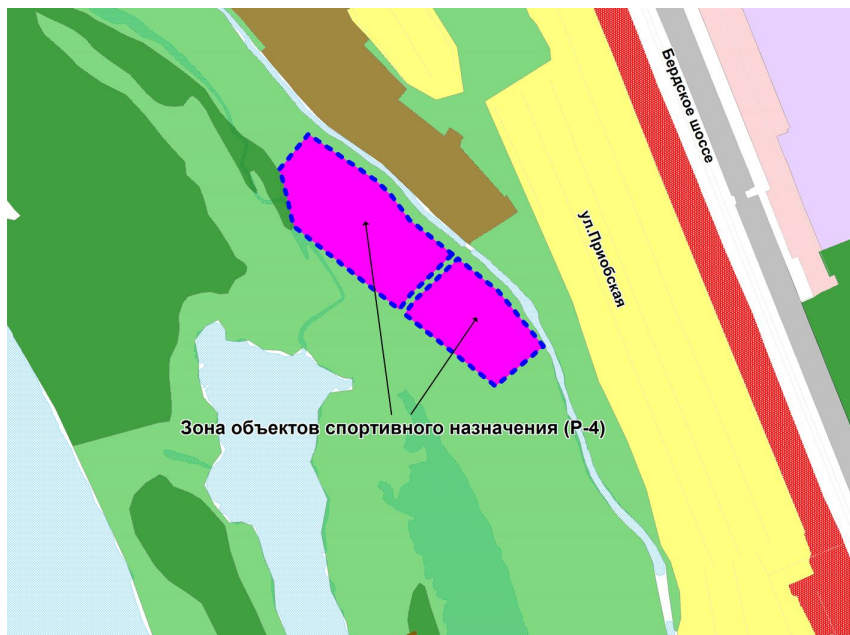 Бердское шоссе
ул.Приобская
Зона объектов спортивного назначения (Р-4)